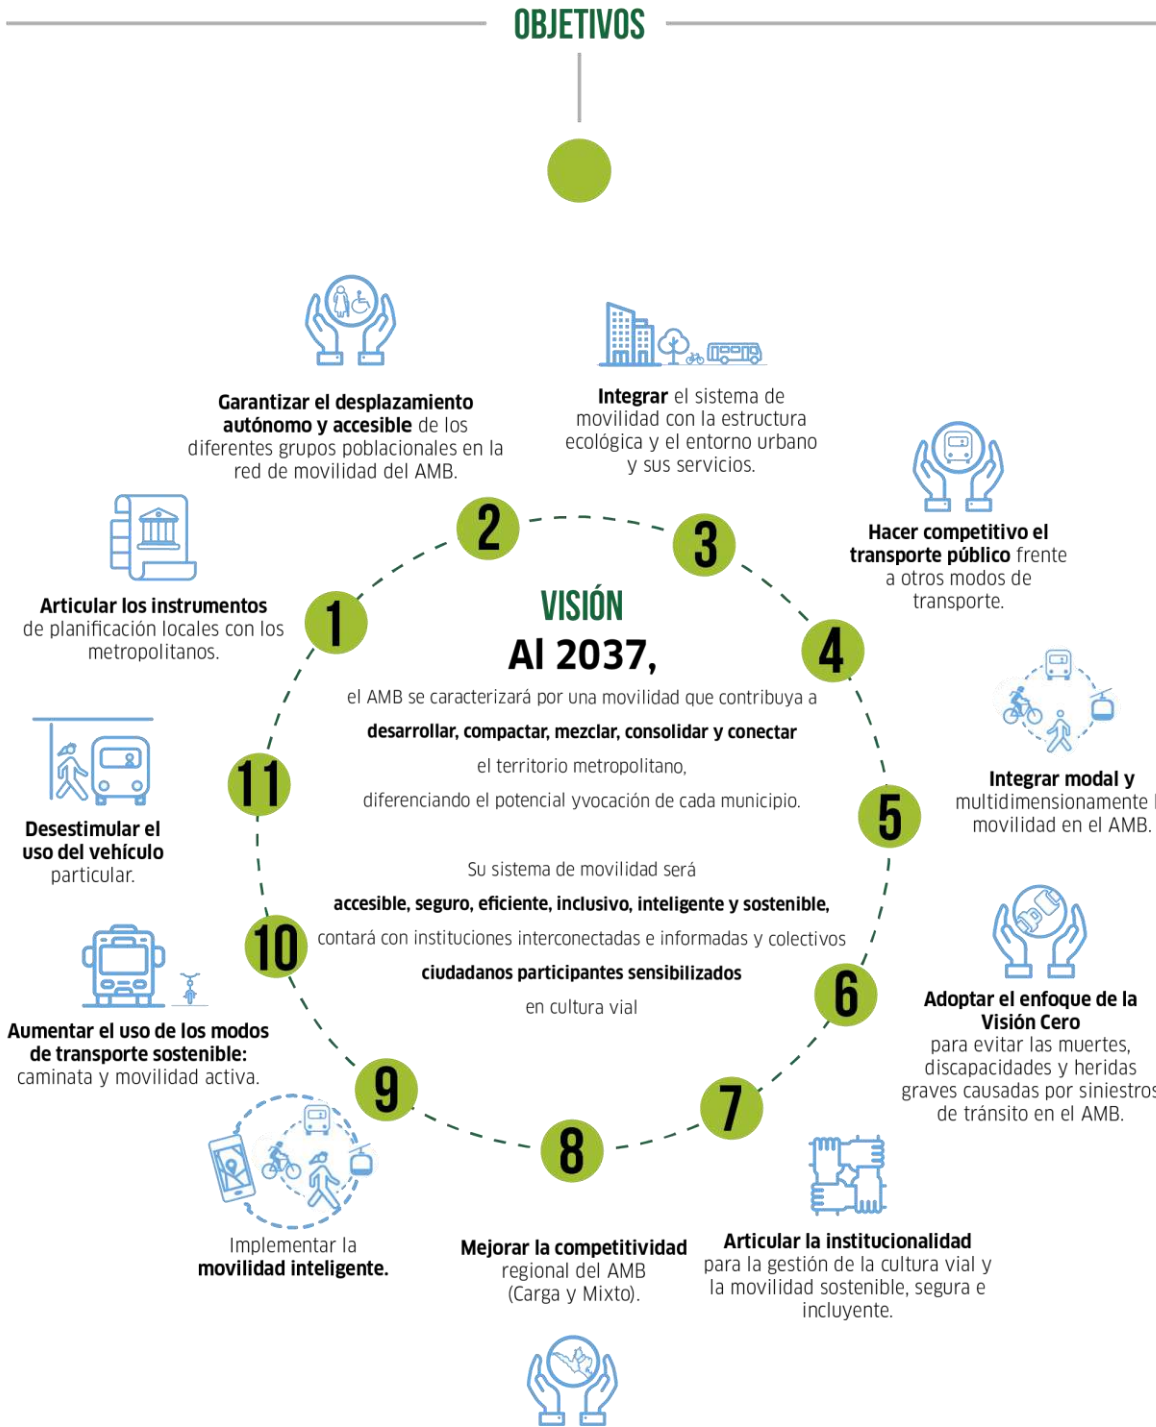 OBJETIVOS
Garantizar el desplazamiento
autónomo y accesible de los
diferentes grupos poblacionales en la
red de movilidad del AMB.
Integrar el sistema de
movilidad con la estructura
ecológica y el entorno urbano
y sus servicios.
Hacer competitivo el
transporte público frente
a otros modos de
transporte.
Articular los instrumentos
de planificación locales con los
metropolitanos.
2
3
1
4
VISIÓN
Al 2037,
el AMB se caracterizará por una movilidad que contribuya a
desarrollar, compactar, mezclar, consolidar y conectar
el territorio metropolitano,
diferenciando el potencial yvocación de cada municipio.
Su sistema de movilidad será
accesible, seguro, eficiente, inclusivo, inteligente y sostenible,
contará con instituciones interconectadas e informadas y colectivos
ciudadanos participantes sensibilizados
en cultura vial
11
5
Desestimular el
uso del vehículo
particular.
Integrar modal y
multidimensionamente l
movilidad en el AMB.
10
6
Aumentar el uso de los modos
de transporte sostenible:
caminata y movilidad activa.
Adoptar el enfoque de la
Visión Cero
para evitar las muertes,
discapacidades y heridas
graves causadas por siniestros
de tránsito en el AMB.
9
7
8
Implementar la
movilidad inteligente.
Mejorar la competitividad
regional del AMB
(Carga y Mixto).
Articular la institucionalidad
para la gestión de la cultura vial y
la movilidad sostenible, segura e
incluyente.